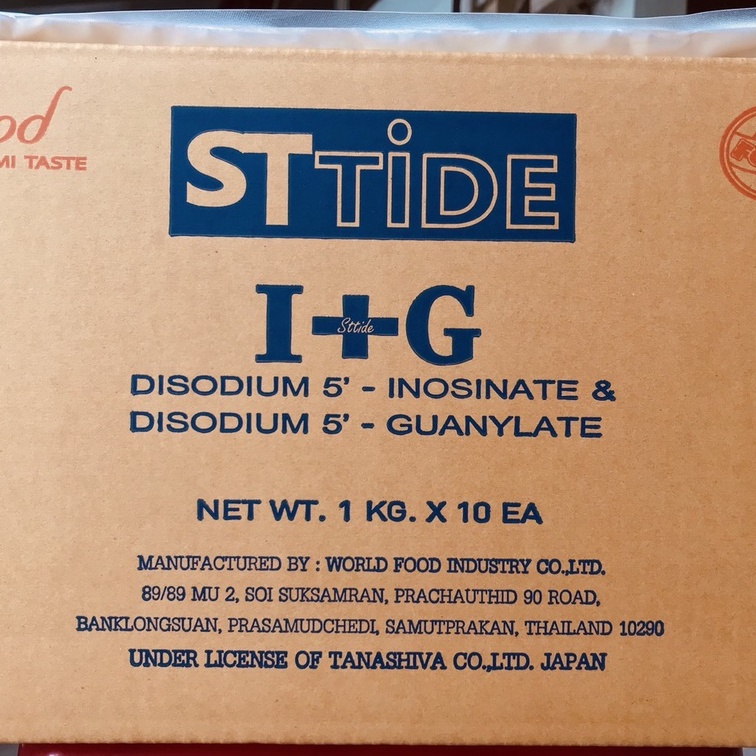 TASTE
STTIDE
I+G
Sttide
DISODIUM 5' - INOSINATE &
DISODIUM 5' - GUANYLATE
NET WT. 1 KG. X 10 EA
MANUFACTURED BY : WORLD FOOD INDUSTRY CO.,LTD.
89/89 MU 2, SOI SUKSAMRAN, PRACHAUTHID 90 ROAD,
BANKLONGSUAN, PRASAMUDCHEDI, SAMUTPRAKAN, THAILAND 10290
UNDER LICENSE OF TANASHIVA CO.,LTD. JAPAN